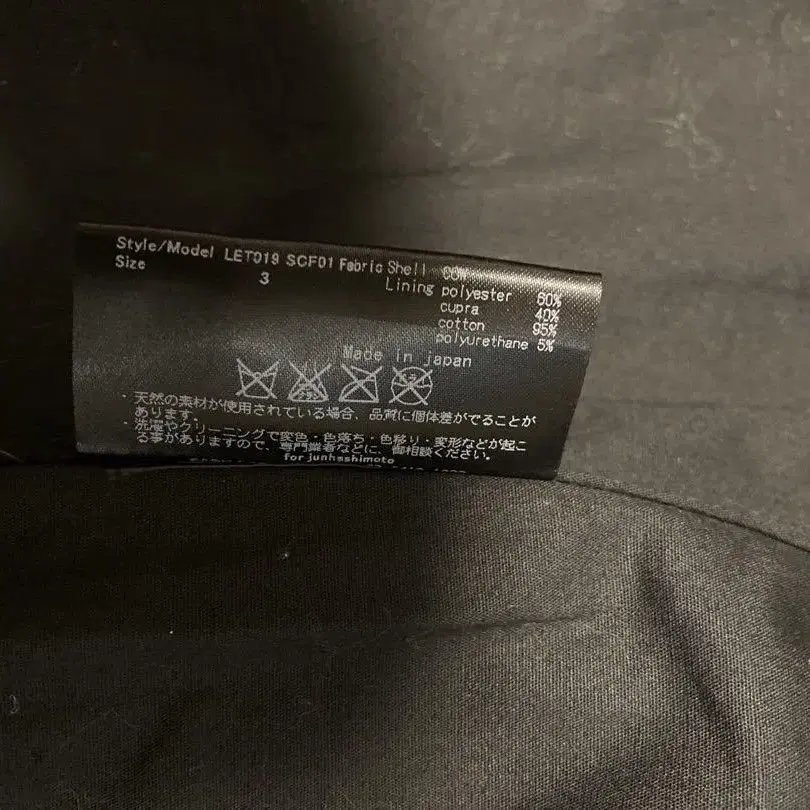 Style/Model LET019 SCF01 Fabric Shell COW
Size 3 Lining polyester 60%
cupra 40%
cotton 95%
polyurethane 5%
Made in japan
・天然の素材が使用されている場合、品質に個体差がでることが
あります。
・洗濯やクリーニングで変色・色落ち・色移り・変形などが起こ
る事がありますので、専門業者などに、御相談ください。
for junhashimoto